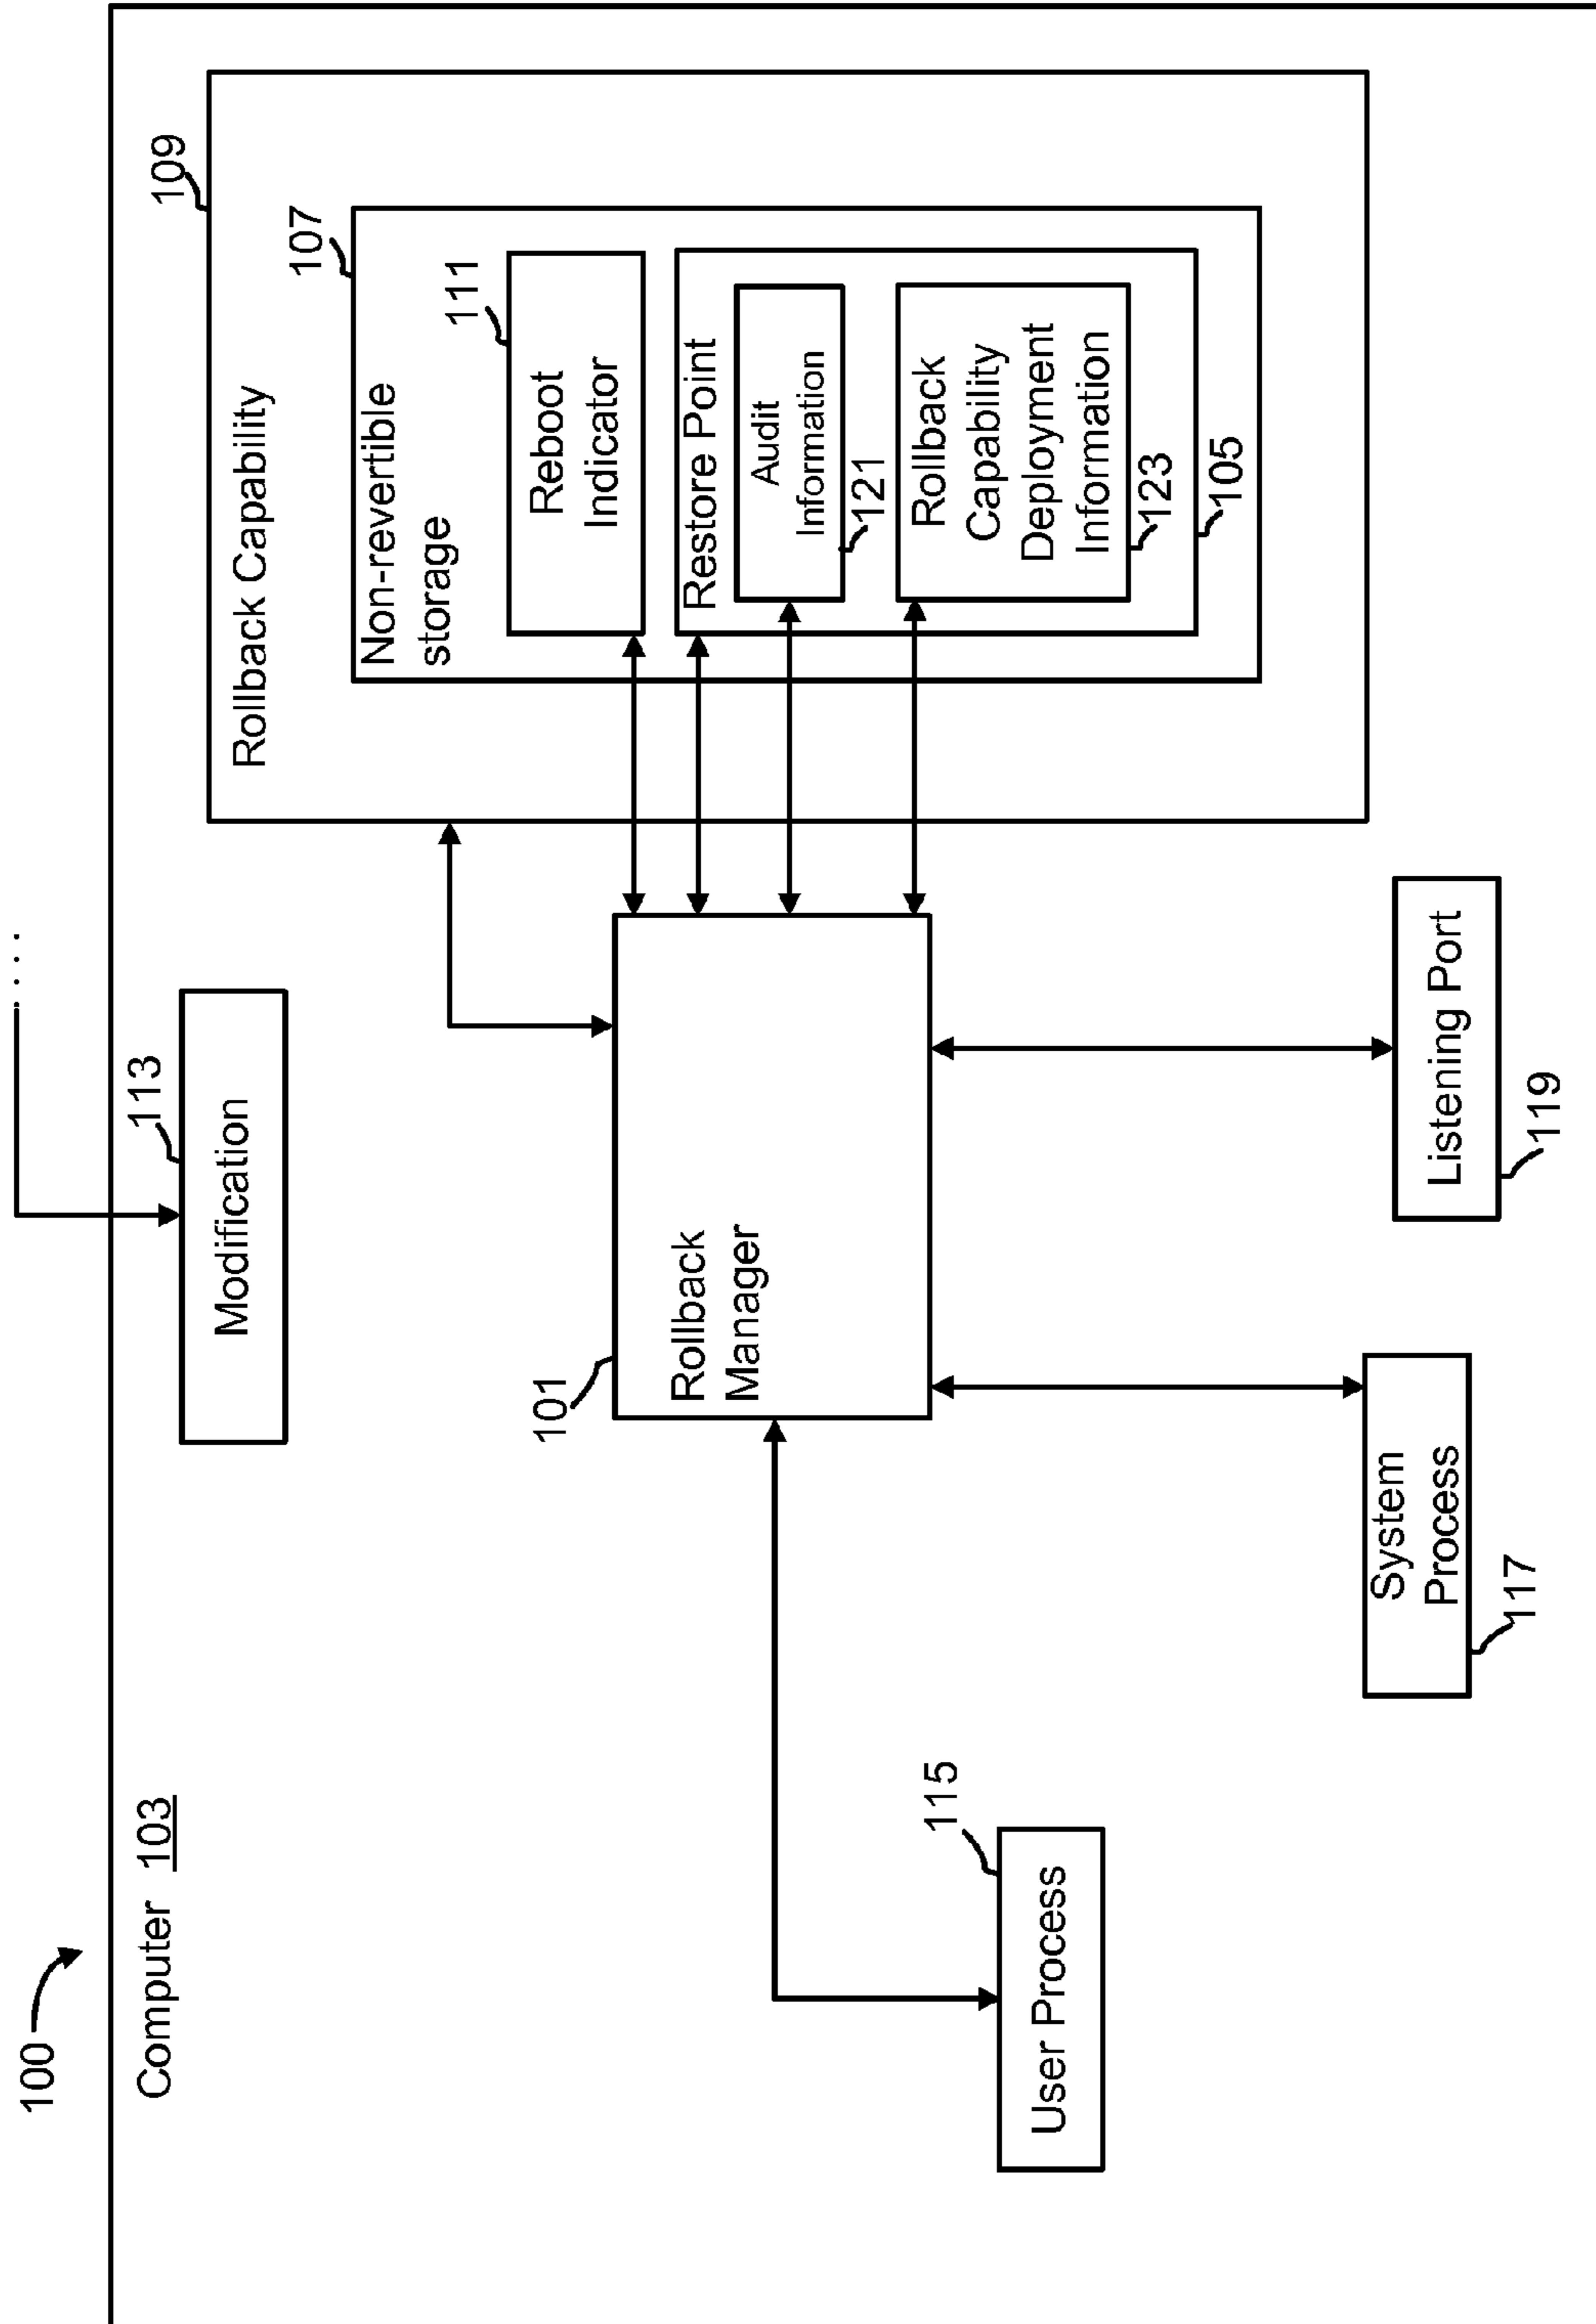 100
Computer 103
113
Modification
. . . .
109
Rollback Capability
107
Non-revertible
storage
111
Reboot
Indicator
Restore Point
Audit
Information
121
Rollback
Capability
Deployment
Information
123
105
101
Rollback
Manager
115
User Process
System
Process
117
Listening Port
119